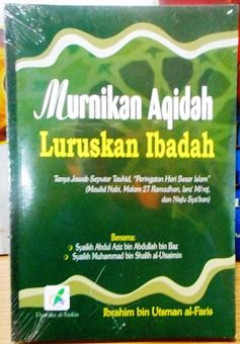 Murnikan Aqidah
Luruskan Ibadah
Tanya Jawab Seputar Tauhid, "Peringatan Hari Besar Islam"
(Maulid Nabi, Malam 27 Ramadhan, Isra' Mi'raj,
dan Nisfu Sya'ban)
Bersama:
Syaikh Abdul Aziz bin Abdullah bin Baz
Syaikh Muhammad bin Shalih al-Utsaimin
Ibrahim bin Utsman al-Faris